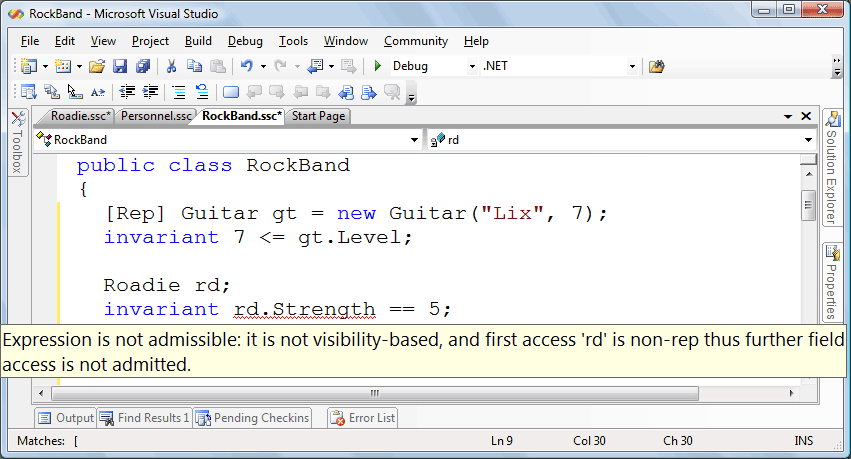 RockBand - Microsoft Visual Studio
File Edit View Project Build Debug Tools Window Community Help
Debug .NET
Roadie.ssc* Personnel.ssc RockBand.ssc* Start Page
RockBand rd
Toolbox
Solution Explorer
Properties
public class RockBand
{
[Rep] Guitar gt = new Guitar("Lix", 7);
invariant 7 <= gt.Level;
Roadie rd;
invariant rd.Strength == 5;
Expression is not admissible: it is not visibility-based, and first access 'rd' is non-rep thus further field
access is not admitted.
Output Find Results 1 Pending Checkins Error List
Matches: [ Ln 9 Col 30 Ch 30 INS